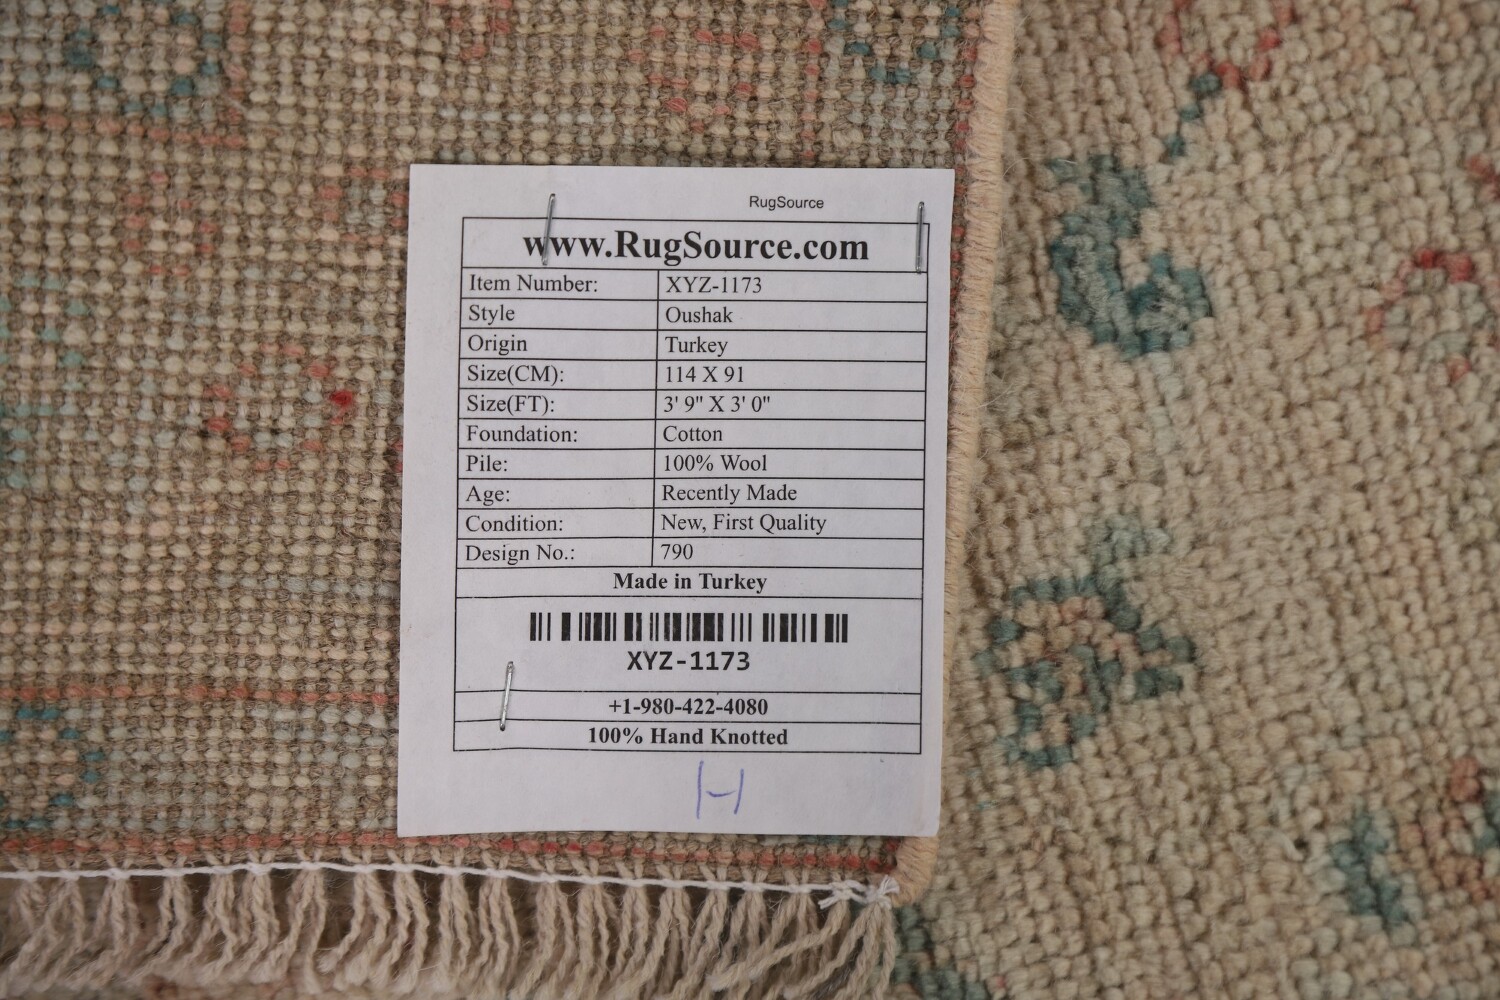 RugSource
www.RugSource.com
Item Number: XYZ-1173
Style Oushak
Origin Turkey
Size(CM): 114 X 91
Size(FT): 3' 9" X 3' 0"
Foundation: Cotton
Pile: 100% Wool
Age: Recently Made
Condition: New, First Quality
Design No.: 790
Made in Turkey
XYZ-1173
+1-980-422-4080
100% Hand Knotted
H